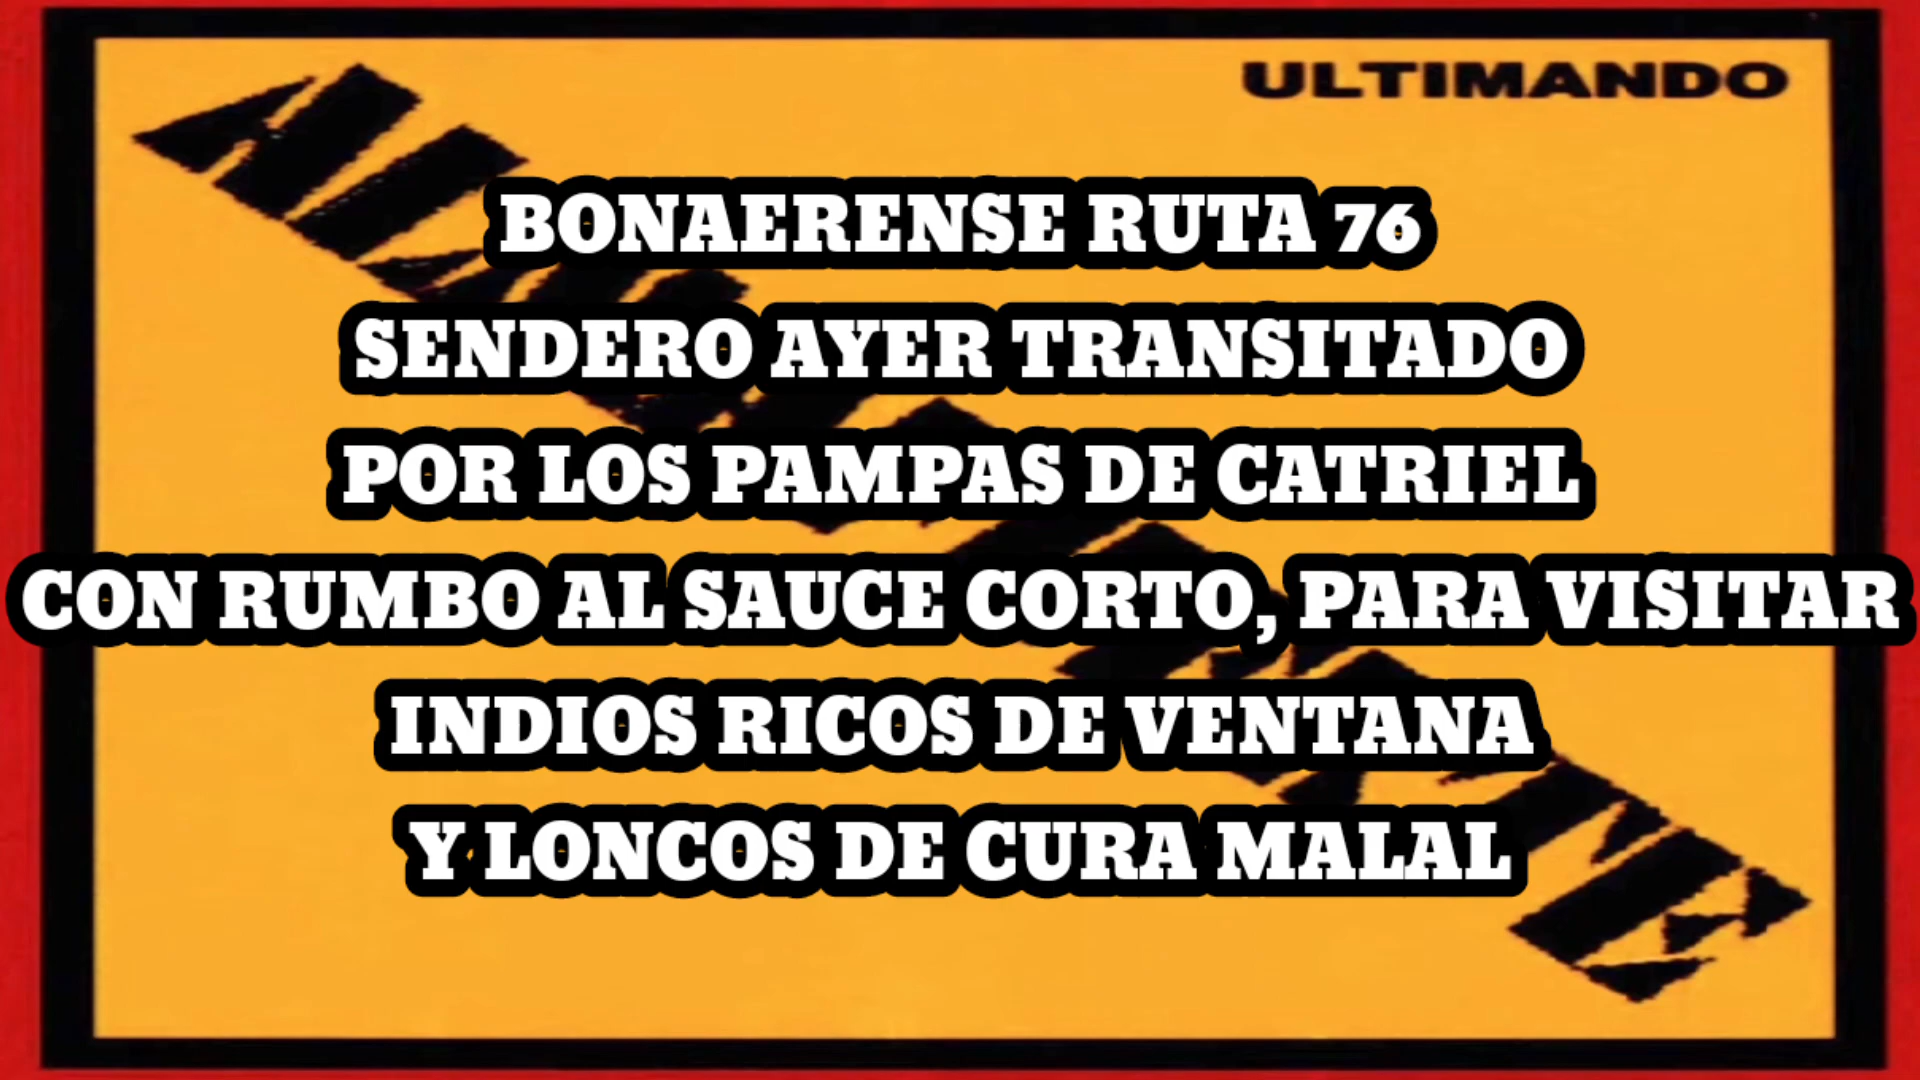 ULTIMANDO
BONAERENSE RUTA 76
SENDERO AYER TRANSITADO
POR LOS PAMPAS DE CATRIEL
CON RUMBO AL SAUCE CORTO, PARA VISITAR
INDIOS RICOS DE VENTANA
Y LONCOS DE CURA MALAL